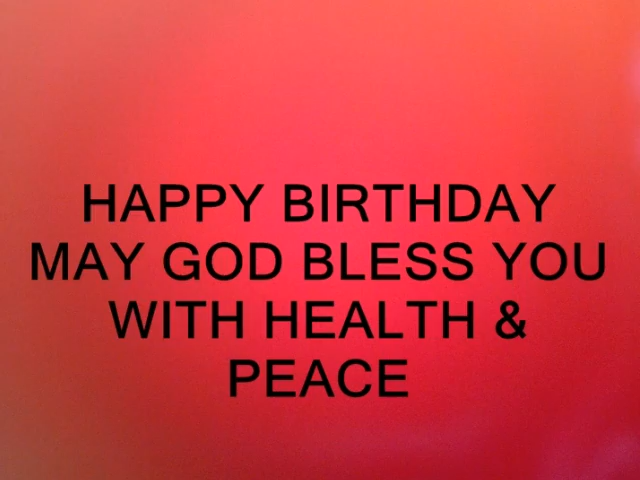 HAPPY BIRTHDAY
MAY GOD BLESS YOU
WITH HEALTH &
PEACE